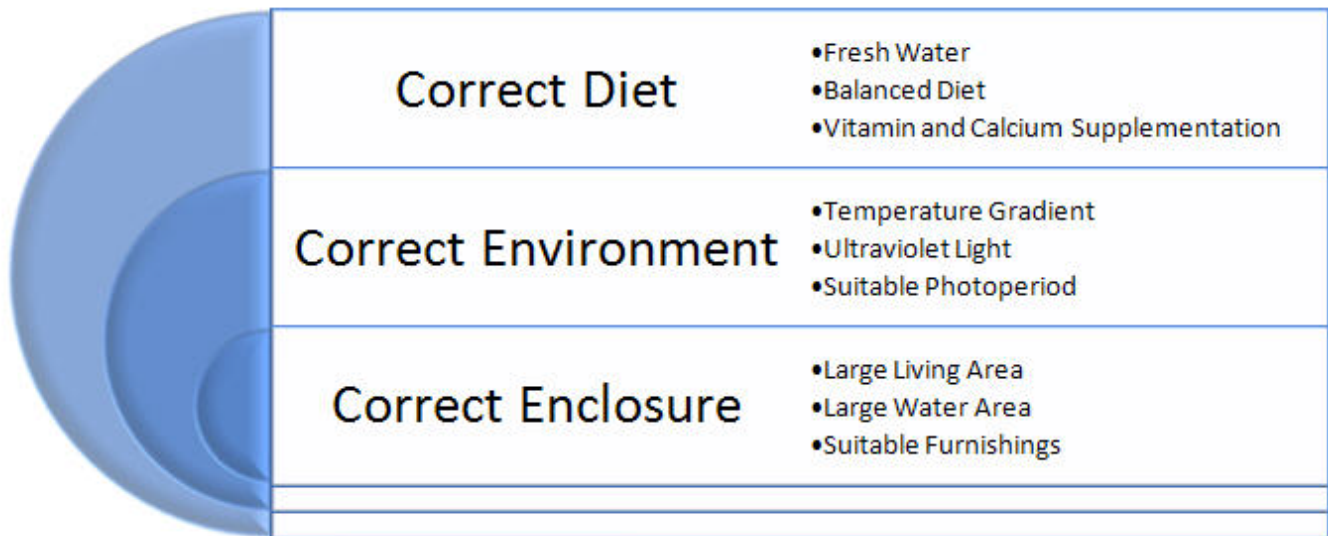 Correct Diet
•Fresh Water
•Balanced Diet
•Vitamin and Calcium Supplementation
Correct Environment
•Temperature Gradient
•Ultraviolet Light
•Suitable Photoperiod
Correct Enclosure
•Large Living Area
•Large Water Area
•Suitable Furnishings